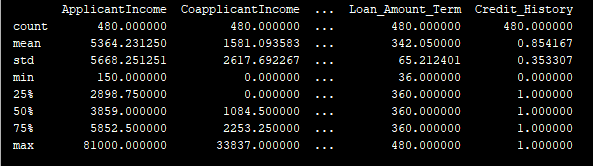 ApplicantIncome CoapplicantIncome ... Loan_Amount_Term Credit_History
count 480.000000 480.000000 ... 480.000000 480.000000
mean 5364.231250 1581.093583 ... 342.050000 0.854167
std 5668.251251 2617.692267 ... 65.212401 0.353307
min 150.000000 0.000000 ... 36.000000 0.000000
25% 2898.750000 0.000000 ... 360.000000 1.000000
50% 3859.000000 1084.500000 ... 360.000000 1.000000
75% 5852.500000 2253.250000 ... 360.000000 1.000000
max 81000.000000 33837.000000 ... 480.000000 1.000000